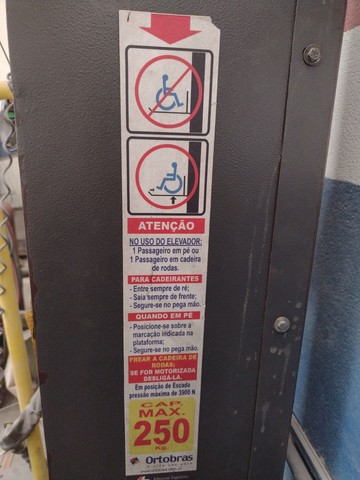 ATENÇÃO
NO USO DO ELEVADOR:
1 Passageiro em pé ou
1 Passageiro em cadeira
de rodas.
PARA CADEIRANTES
- Entre sempre de ré;
- Saia sempre de frente;
- Segure-se no pega mão.
QUANDO EM PÉ
- Posicione-se sobre a
marcação indicada na
plataforma;
- Segure-se no pega mão.
FREAR A CADEIRA DE
RODAS;
SE FOR MOTORIZADA
DESLIGÁ-LA.
Em posição de Escada
pressão máxima de 3900 N
CAP.
MAX.
250
Kg.
Ortobras